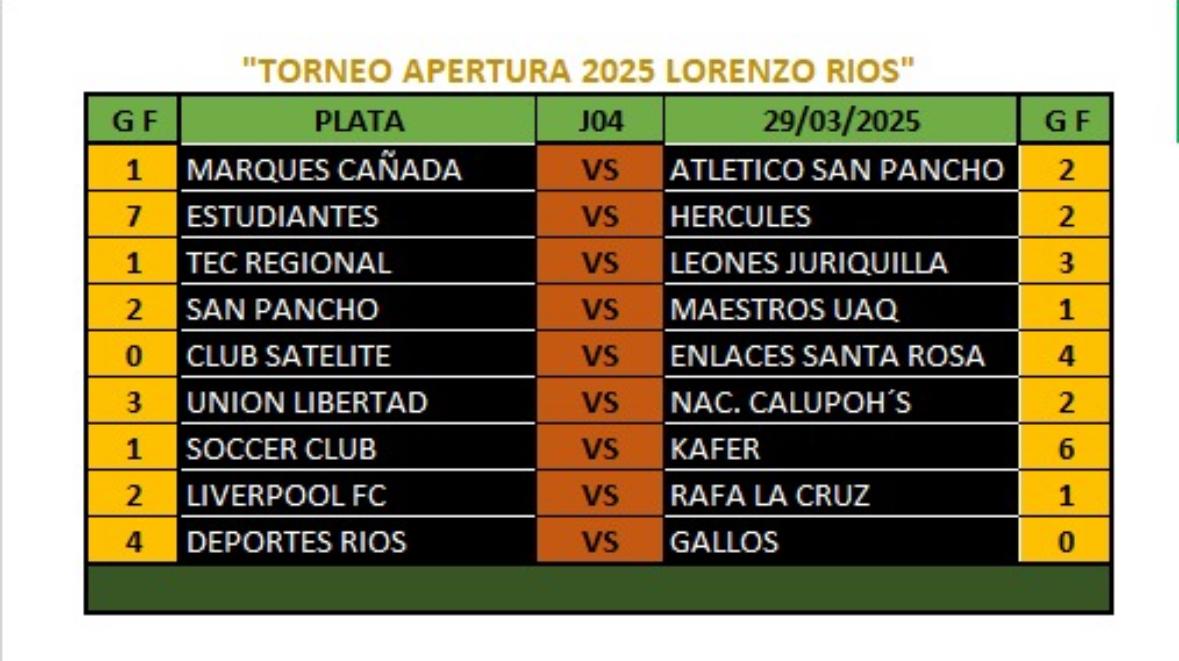 "TORNEO APERTURA 2025 LORENZO RIOS"
G F PLATA J04 29/03/2025 G F
1 MARQUES CAÑADA VS ATLETICO SAN PANCHO 2
7 ESTUDIANTES VS HERCULES 2
1 TEC REGIONAL VS LEONES JURIQUILLA 3
2 SAN PANCHO VS MAESTROS UAQ 1
0 CLUB SATELITE VS ENLACES SANTA ROSA 4
3 UNION LIBERTAD VS NAC. CALUPOH´S 2
1 SOCCER CLUB VS KAFER 6
2 LIVERPOOL FC VS RAFA LA CRUZ 1
4 DEPORTES RIOS VS GALLOS 0